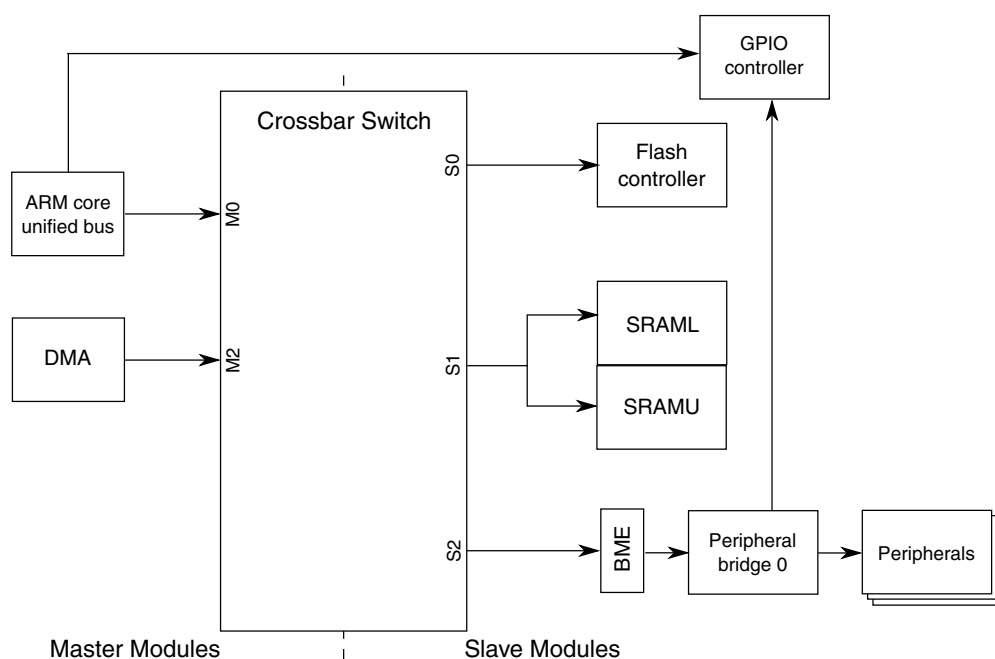 GPIO
controller
Crossbar Switch
S0
Flash
controller
ARM core
unified bus
M0
SRAML
DMA
M2
S1
SRAMU
S2
BME
Peripheral
bridge 0
Peripherals
Master Modules
Slave Modules